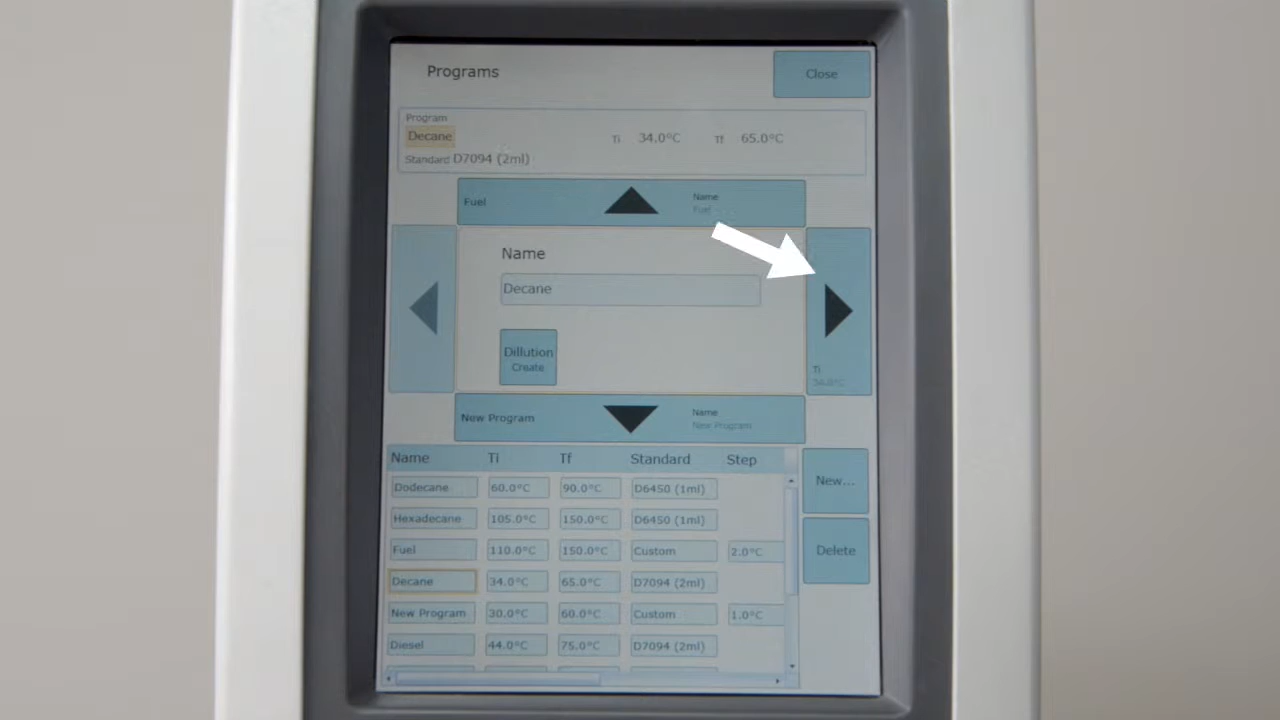 Programs
Close
Program
Decane
Ti 34.0°C Tf 65.0°C
Standard D7094 (2ml)
Fuel
Name
Fuel
Name
Decane
Dillution
Create
Ti
34.0°C
New Program
Name
New Program
Name Ti Tf Standard Step
Dodecane 60.0°C 90.0°C D6450 (1ml)
Hexadecane 105.0°C 150.0°C D6450 (1ml)
Fuel 110.0°C 150.0°C Custom 2.0°C
Decane 34.0°C 65.0°C D7094 (2ml)
New Program 30.0°C 60.0°C Custom 1.0°C
Diesel 44.0°C 75.0°C D7094 (2ml)
New...
Delete